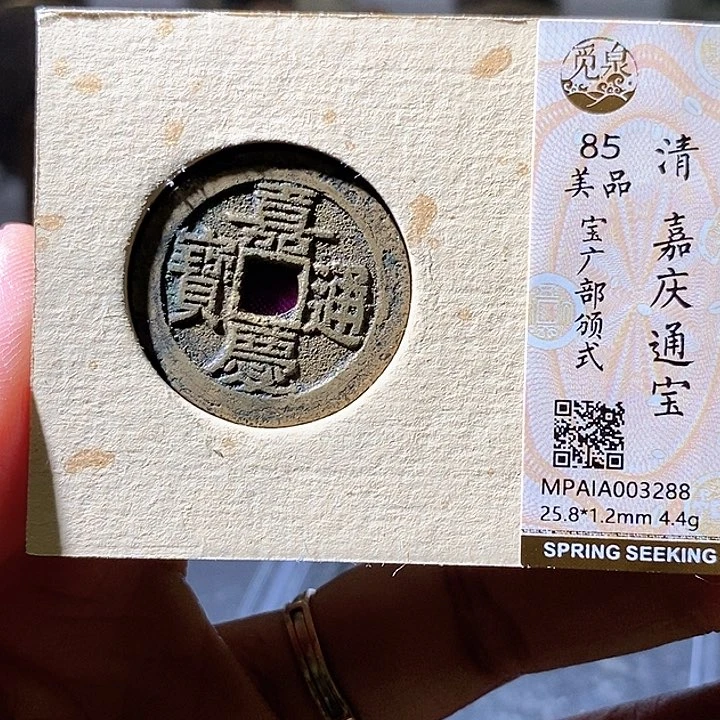 嘉慶通寳
觅泉
85
美品
宝广部颁式
清 嘉庆通宝
MPAIA003288
25.8*1.2mm 4.4g
SPRING SEEKING